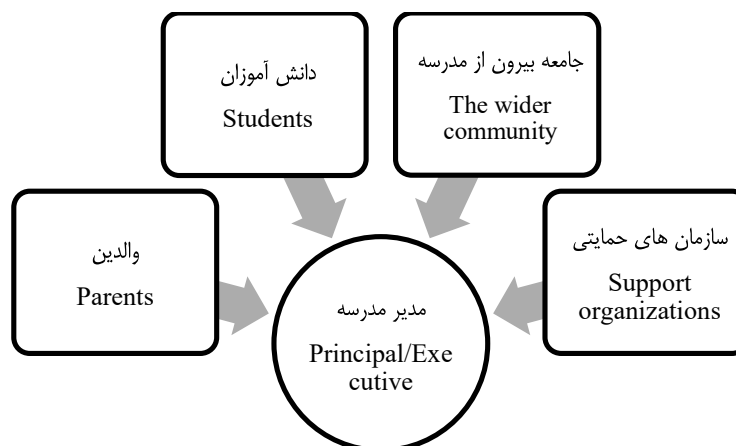 دانش آموزان
Students
جامعه بیرون از مدرسه
The wider
community
والدین
Parents
سازمان های حمایتی
Support
organizations
مدیر مدرسه
Principal/Exe
cutive